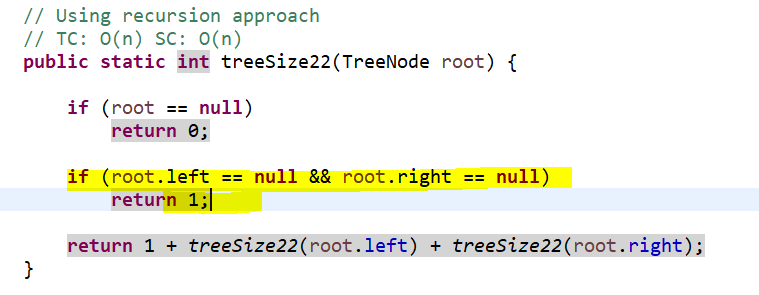 // Using recursion approach
// TC: O(n) SC: O(n)
public static int treeSize22(TreeNode root) {
if (root == null)
return 0;
if (root.left == null && root.right == null)
return 1;
return 1 + treeSize22(root.left) + treeSize22(root.right);
}